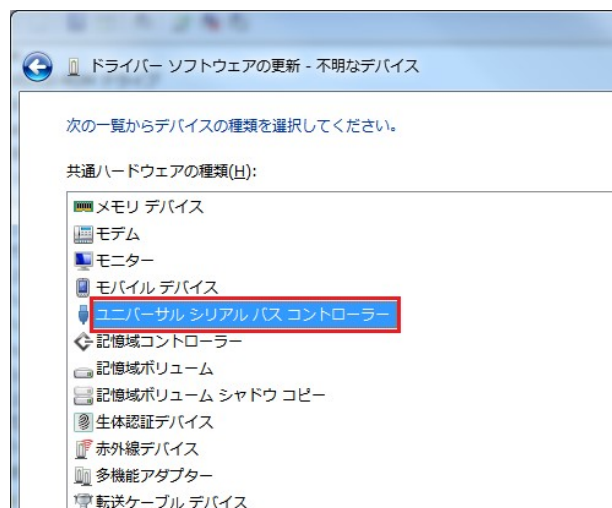 ドライバー ソフトウェアの更新 - 不明なデバイス
次の一覧からデバイスの種類を選択してください。
共通ハードウェアの種類(H):
メモリ デバイス
モデム
モニター
モバイル デバイス
ユニバーサル シリアル バス コントローラー
記憶域コントローラー
記憶域ボリューム
記憶域ボリューム シャドウ コピー
生体認証デバイス
赤外線デバイス
多機能アダプター
転送ケーブル デバイス